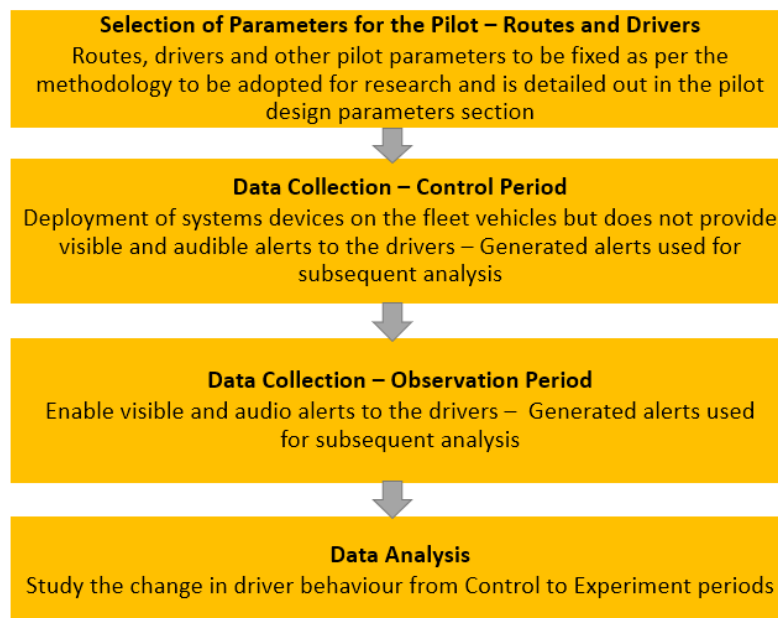 Selection of Parameters for the Pilot – Routes and Drivers
Routes, drivers and other pilot parameters to be fixed as per the
methodology to be adopted for research and is detailed out in the pilot
design parameters section
Data Collection – Control Period
Deployment of systems devices on the fleet vehicles but does not provide
visible and audible alerts to the drivers – Generated alerts used for
subsequent analysis
Data Collection – Observation Period
Enable visible and audio alerts to the drivers –  Generated alerts used
for subsequent analysis
Data Analysis
Study the change in driver behaviour from Control to Experiment periods